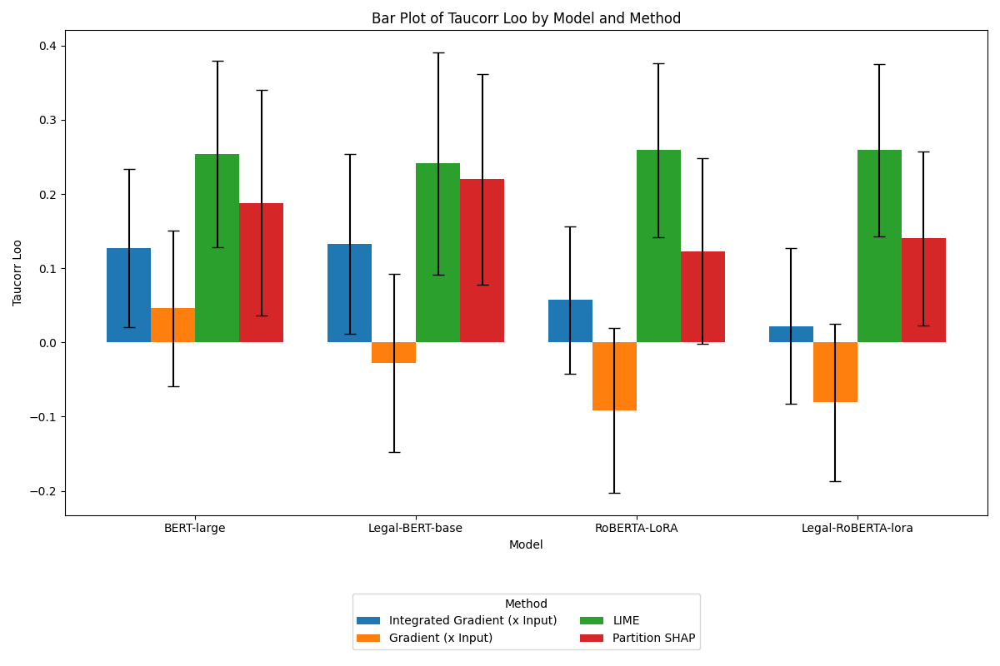 Bar Plot of Taucorr Loo by Model and Method
Taucorr Loo
0.4
0.3
0.2
0.1
0.0
−0.1
−0.2
BERT-large
Legal-BERT-base
RoBERTA-LoRA
Legal-RoBERTA-lora
Model
Method
Integrated Gradient (x Input)
Gradient (x Input)
LIME
Partition SHAP